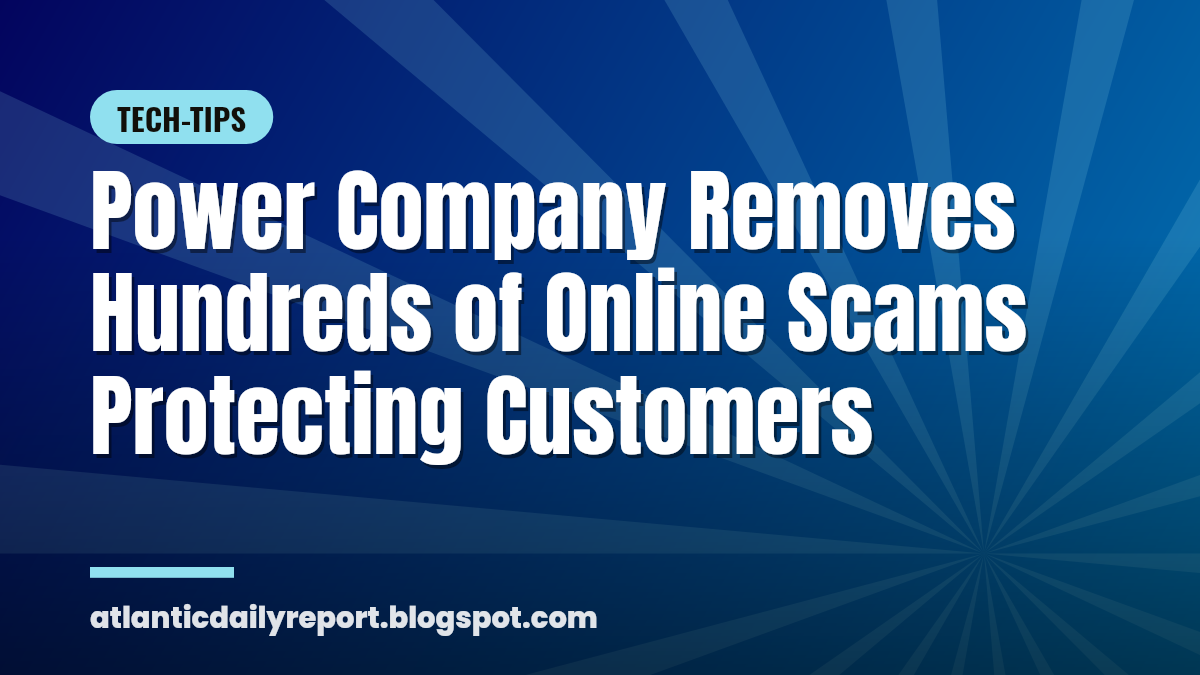 TECH-TIPS
Power Company Removes
Hundreds of Online Scams
Protecting Customers
atlanticdailyreport.blogspot.com